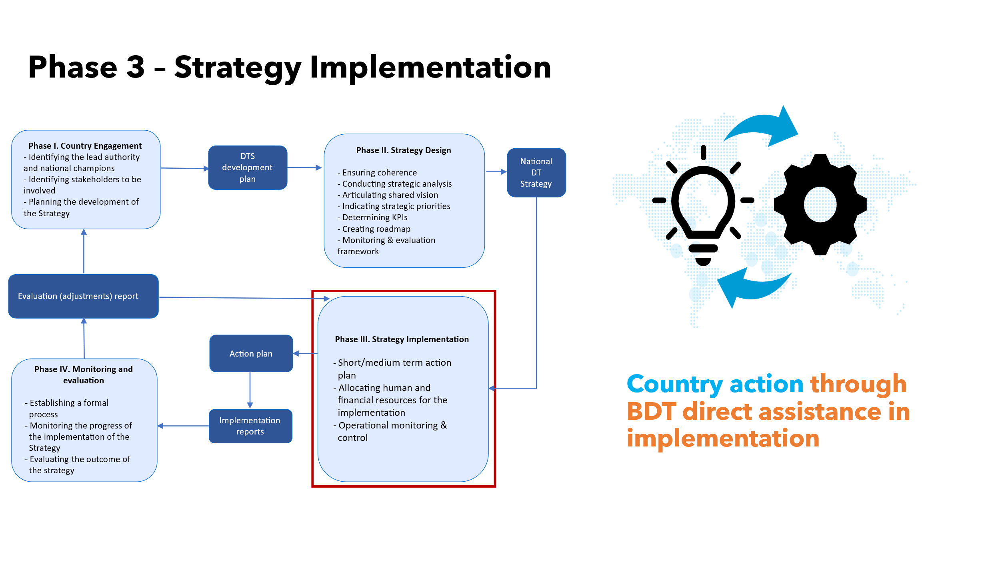 Phase 3 – Strategy Implementation
Phase I. Country Engagement
- Identifying the lead authority
and national champions
- Identifying stakeholders to be
involved
- Planning the development of
the Strategy
DTS
development
plan
Phase II. Strategy Design
- Ensuring coherence
- Conducting strategic analysis
- Articulating shared vision
- Indicating strategic priorities
- Determining KPIs
- Creating roadmap
- Monitoring & evaluation
framework
National
DT
Strategy
Evaluation (adjustments) report
Phase III. Strategy Implementation
- Short/medium term action
plan
- Allocating human and
financial resources for the
implementation
- Operational monitoring &
control
Action plan
Implementation
reports
Phase IV. Monitoring and
evaluation
- Establishing a formal
process
- Monitoring the progress of
the implementation of the
Strategy
- Evaluating the outcome of
the strategy
Country action through
BDT direct assistance in
implementation